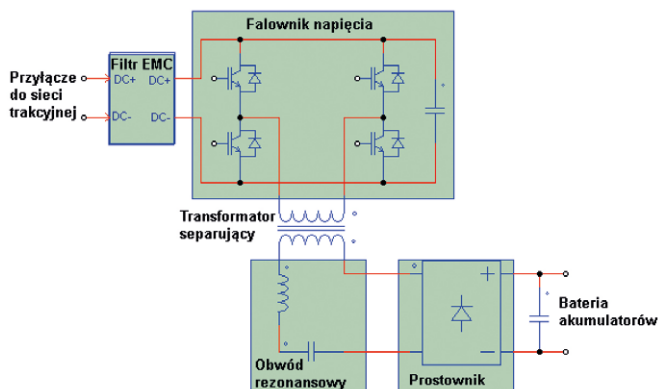 Falownik napięcia
Filtr EMC
Przyłącze
do sieci
trakcyjnej
DC+ DC+
DC- DC-
Transformator
separujący
Obwód
rezonansowy
Prostownik
Bateria
akumulatorów